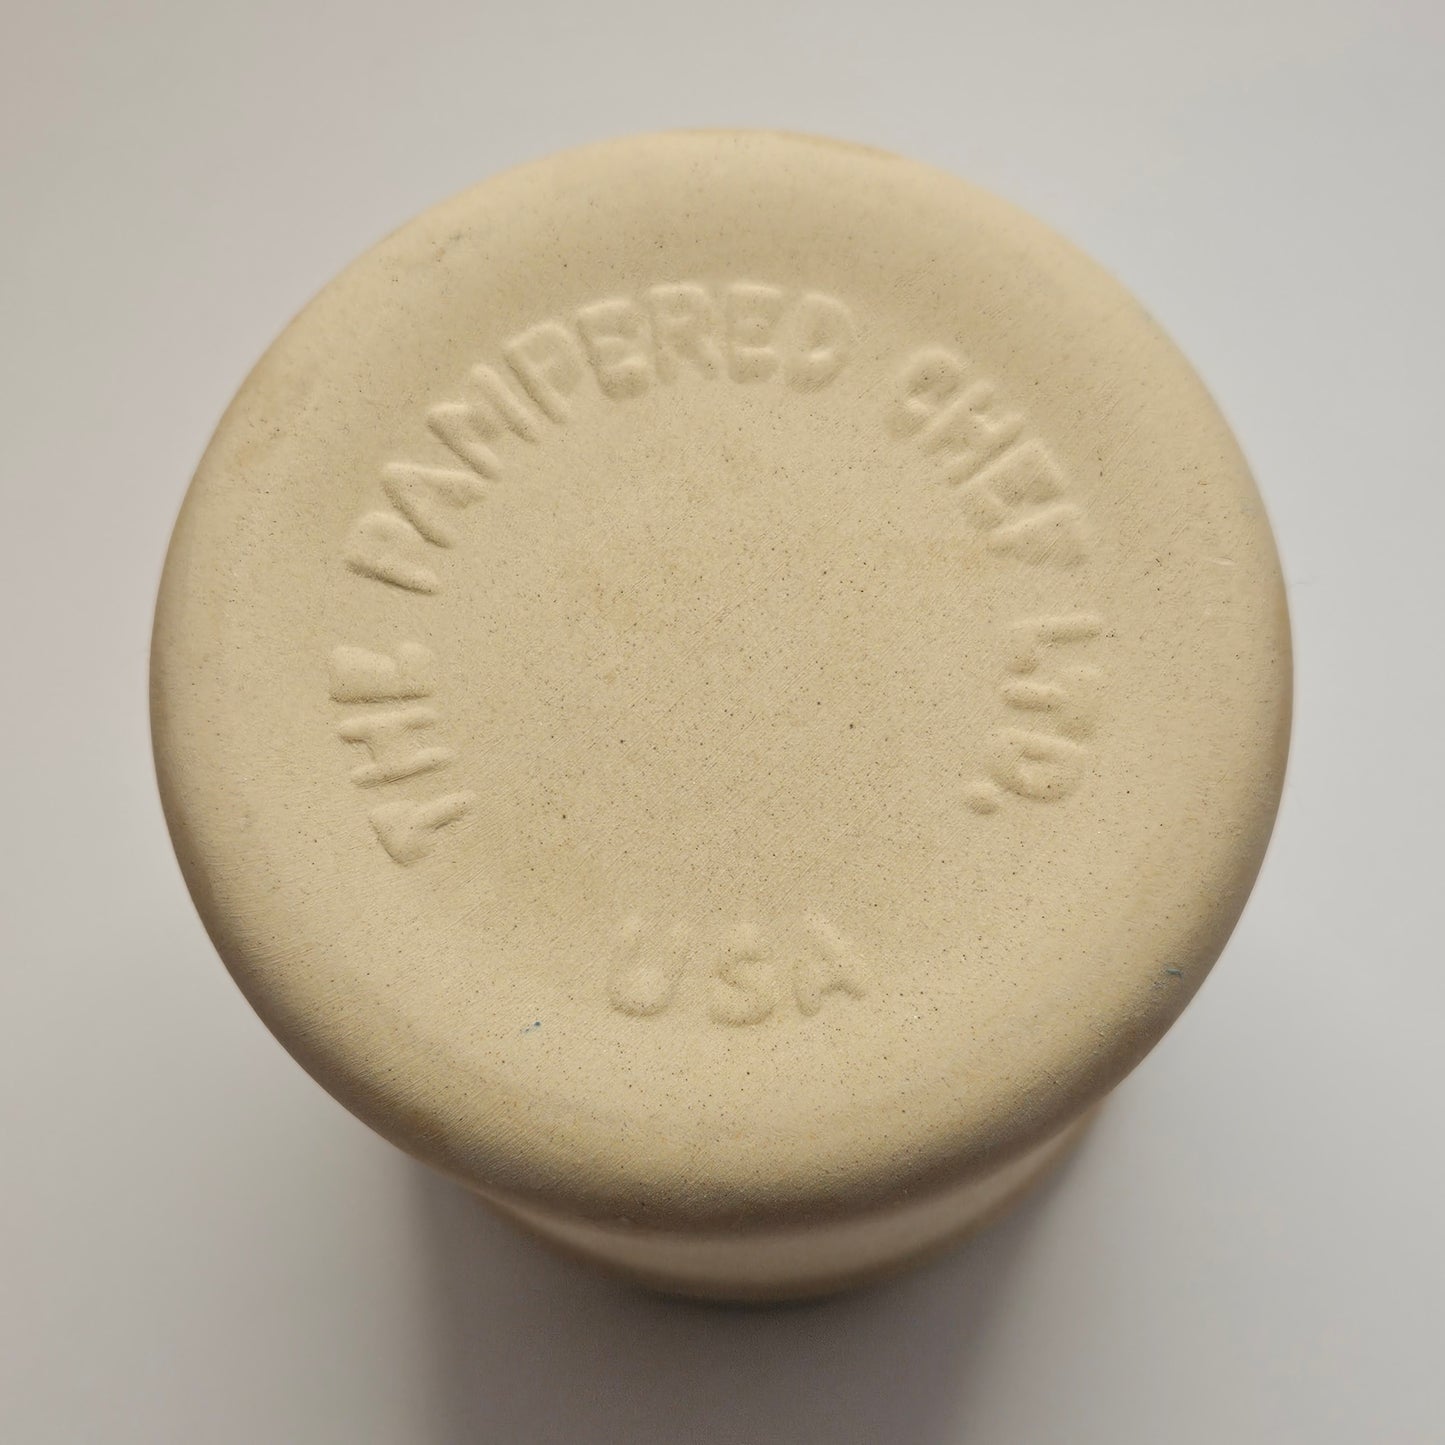 THE PAMPERED CHEF LTD.
USA